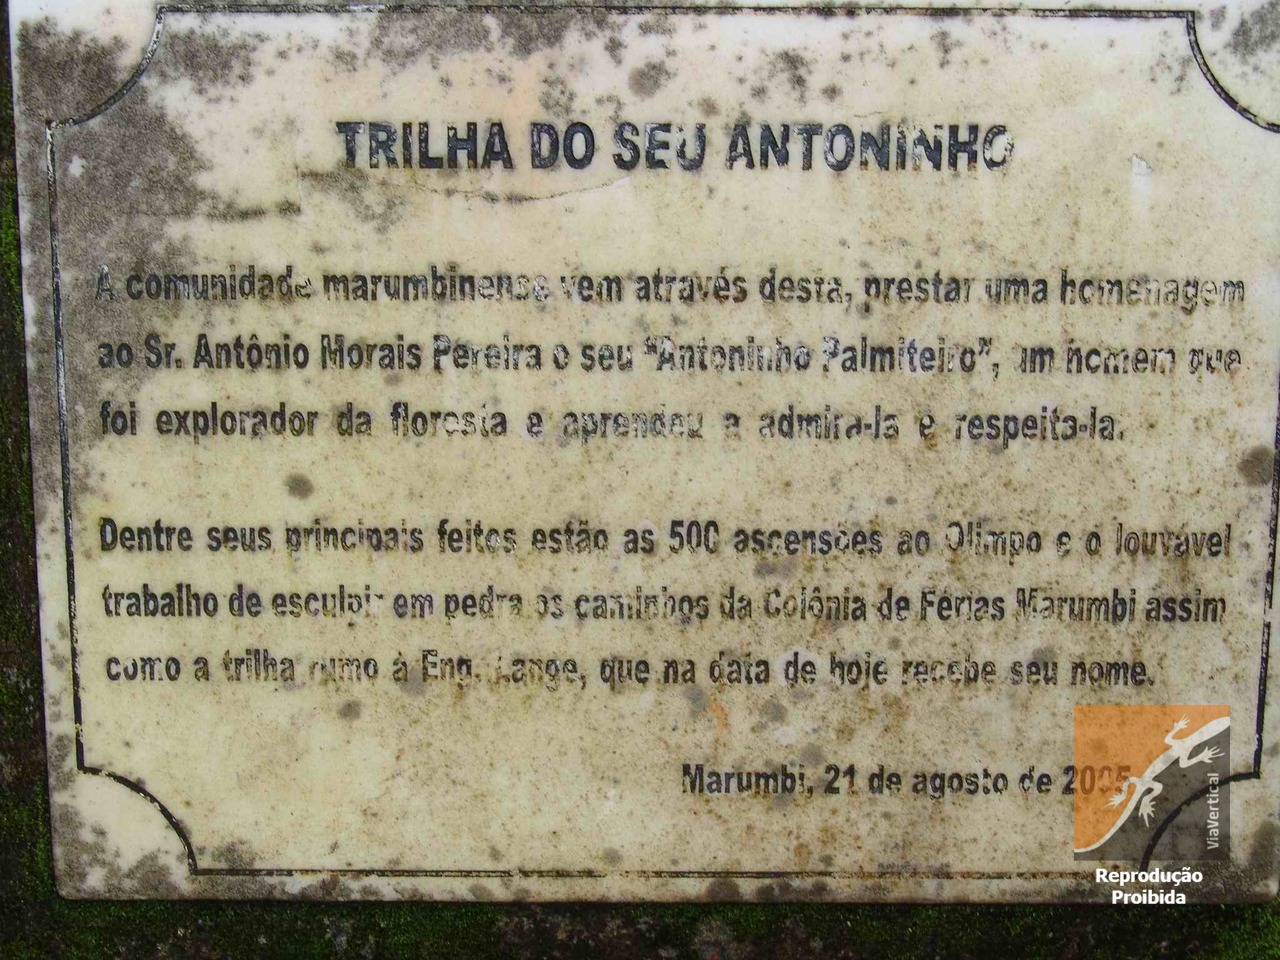 TRILHA DO SEU ANTONINHO
A comunidade marumbinense vem através desta, prestar uma homenagem
ao Sr. Antônio Morais Pereira o seu "Antoninho Palmiteiro", um homem que
foi explorador da floresta e aprendeu a admira-la e respeita-la.
Dentre seus principais feitos estão as 500 ascensões ao Olimpo e o louvável
trabalho de esculpir em pedra os caminhos da Colônia de Férias Marumbi assim
como a trilha rumo à Eng. Lange, que na data de hoje recebe seu nome.
Marumbi, 21 de agosto de 2005
ViaVertical
Reprodução
Proibida